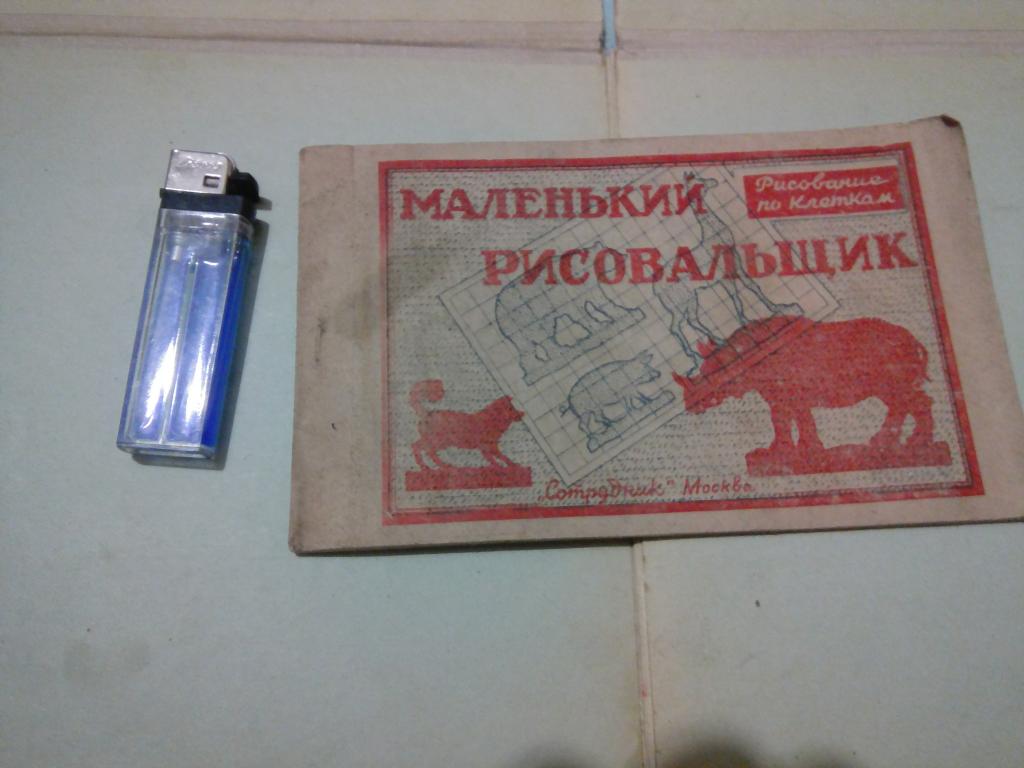 МАЛЕНЬКИЙ
Рисование
по клеткам
РИСОВАЛЬЩИК
„Сотрудник" Москва